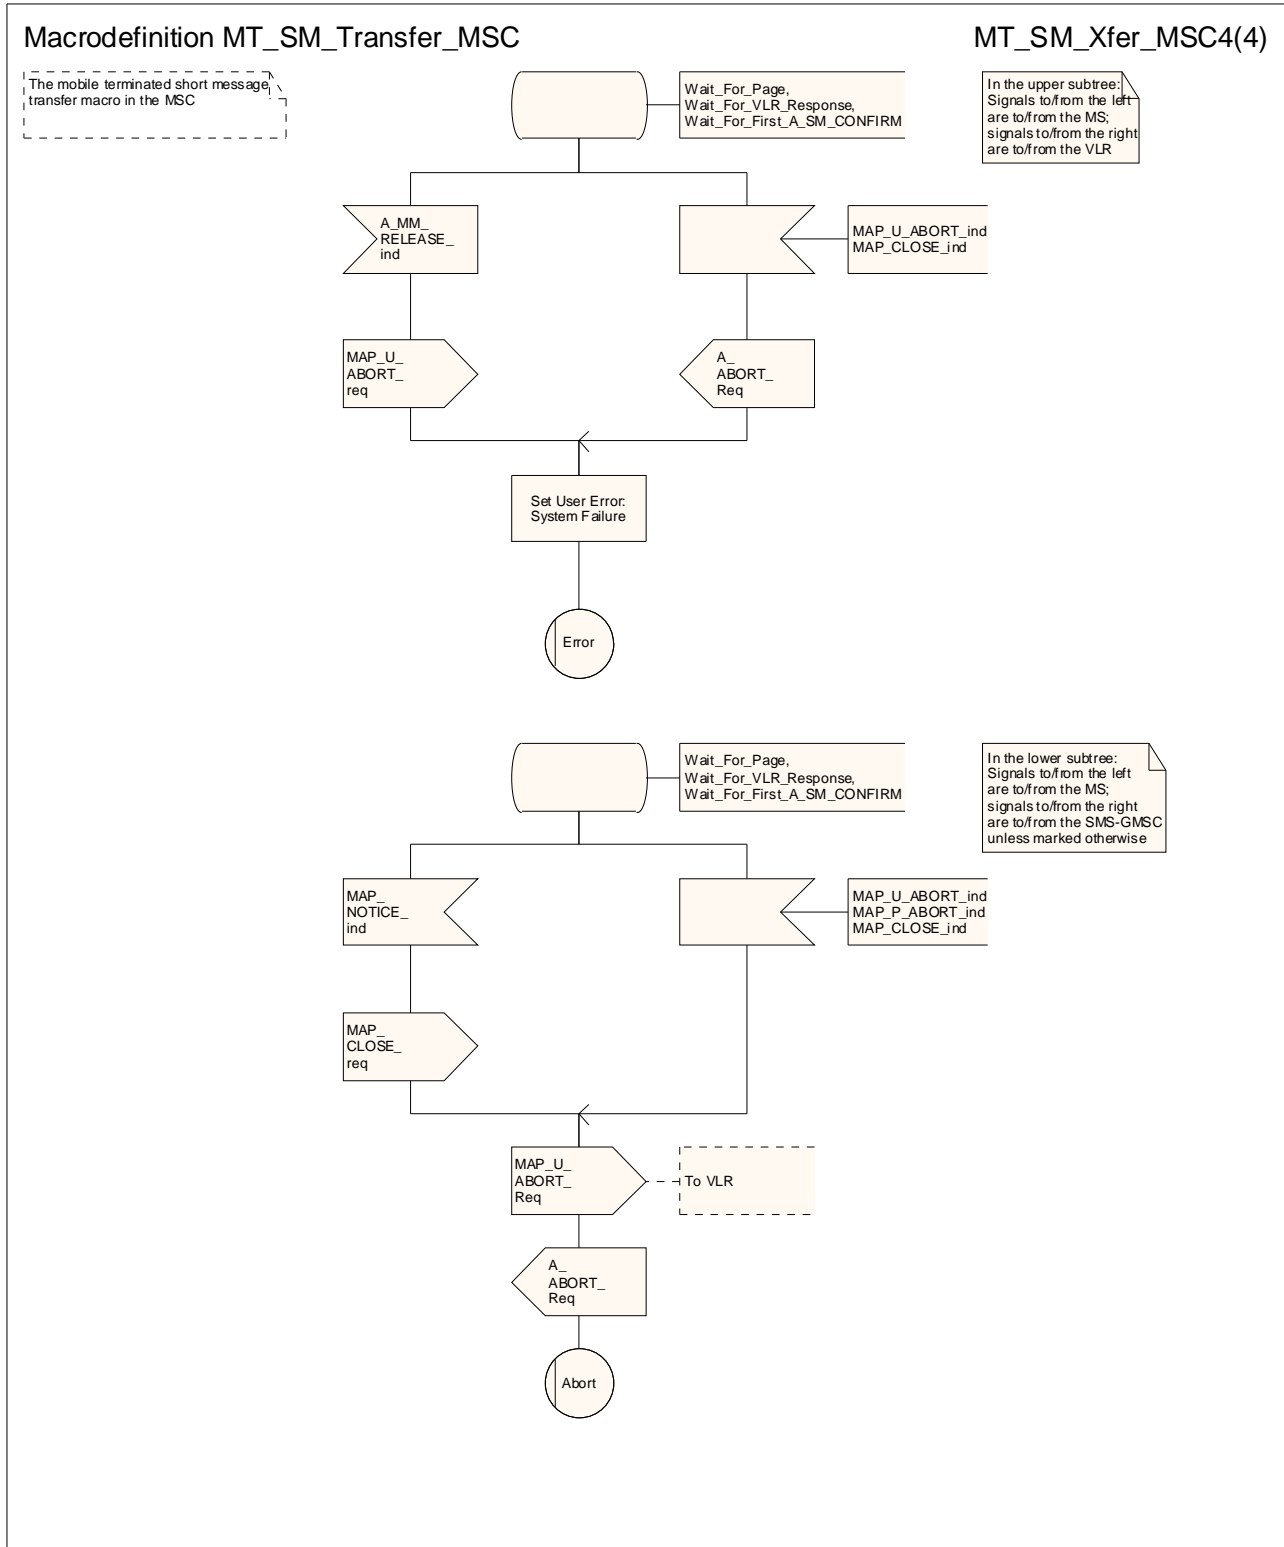 Macrodefinition MT_SM_Transfer_MSC
MT_SM_Xfer_MSC4(4)
The mobile terminated short message
transfer macro in the MSC
Wait_For_Page,
Wait_For_VLR_Response,
Wait_For_First_A_SM_CONFIRM
In the upper subtree:
Signals to/from the left
are to/from the MS;
signals to/from the right
are to/from the VLR
A_MM_
RELEASE_
ind
MAP_U_ABORT_ind
MAP_CLOSE_ind
MAP_U_
ABORT_
req
A_
ABORT_
Req
Set User Error:
System Failure
Error
Wait_For_Page,
Wait_For_VLR_Response,
Wait_For_First_A_SM_CONFIRM
In the lower subtree:
Signals to/from the left
are to/from the MS;
signals to/from the right
are to/from the SMS-GMSC
unless marked otherwise
MAP_
NOTICE_
ind
MAP_U_ABORT_ind
MAP_P_ABORT_ind
MAP_CLOSE_ind
MAP_
CLOSE_
req
MAP_U_
ABORT_
Req
To VLR
A_
ABORT_
Req
Abort